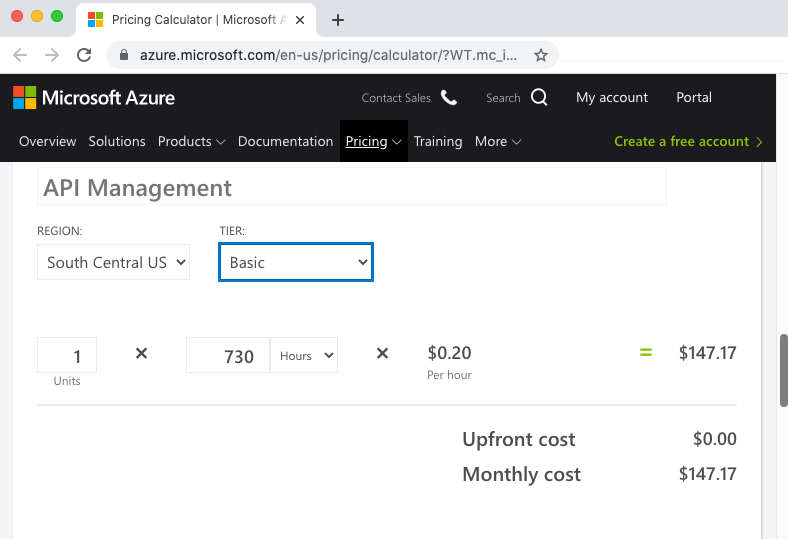 Pricing Calculator | Microsoft A
azure.microsoft.com/en-us/pricing/calculator/?WT.mc_i...
Microsoft Azure
Contact Sales
Search
My account
Portal
Overview Solutions Products Documentation Pricing Training More Create a free account
API Management
REGION: TIER:
South Central US Basic
1 × 730 Hours × $0.20 = $147.17
Units Per hour
Upfront cost $0.00
Monthly cost $147.17